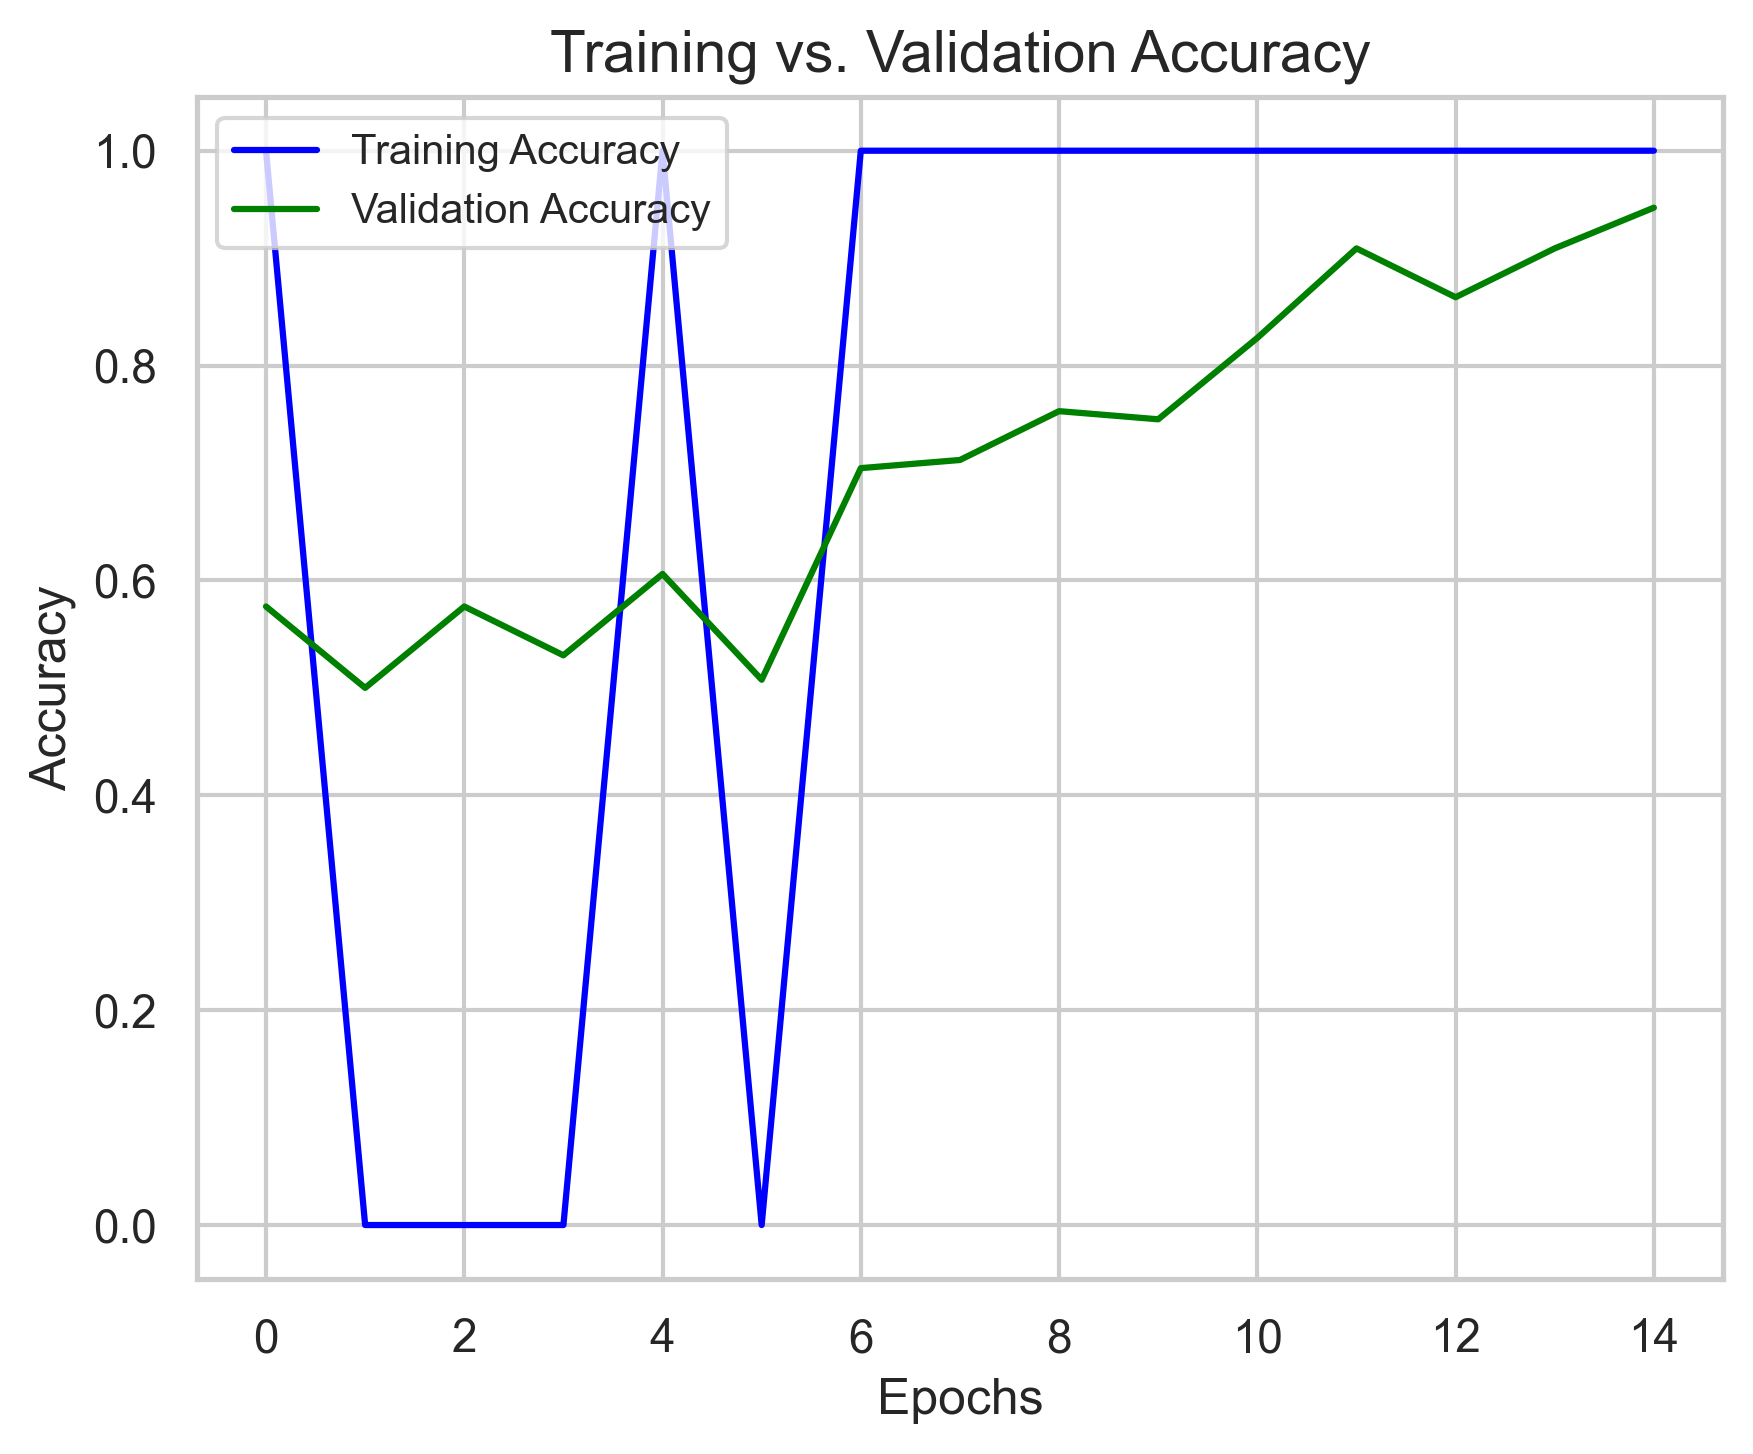 Training vs. Validation Accuracy
Training Accuracy
Validation Accuracy
1.0
0.8
0.6
0.4
0.2
0.0
Accuracy
0 2 4 6 8 10 12 14
Epochs